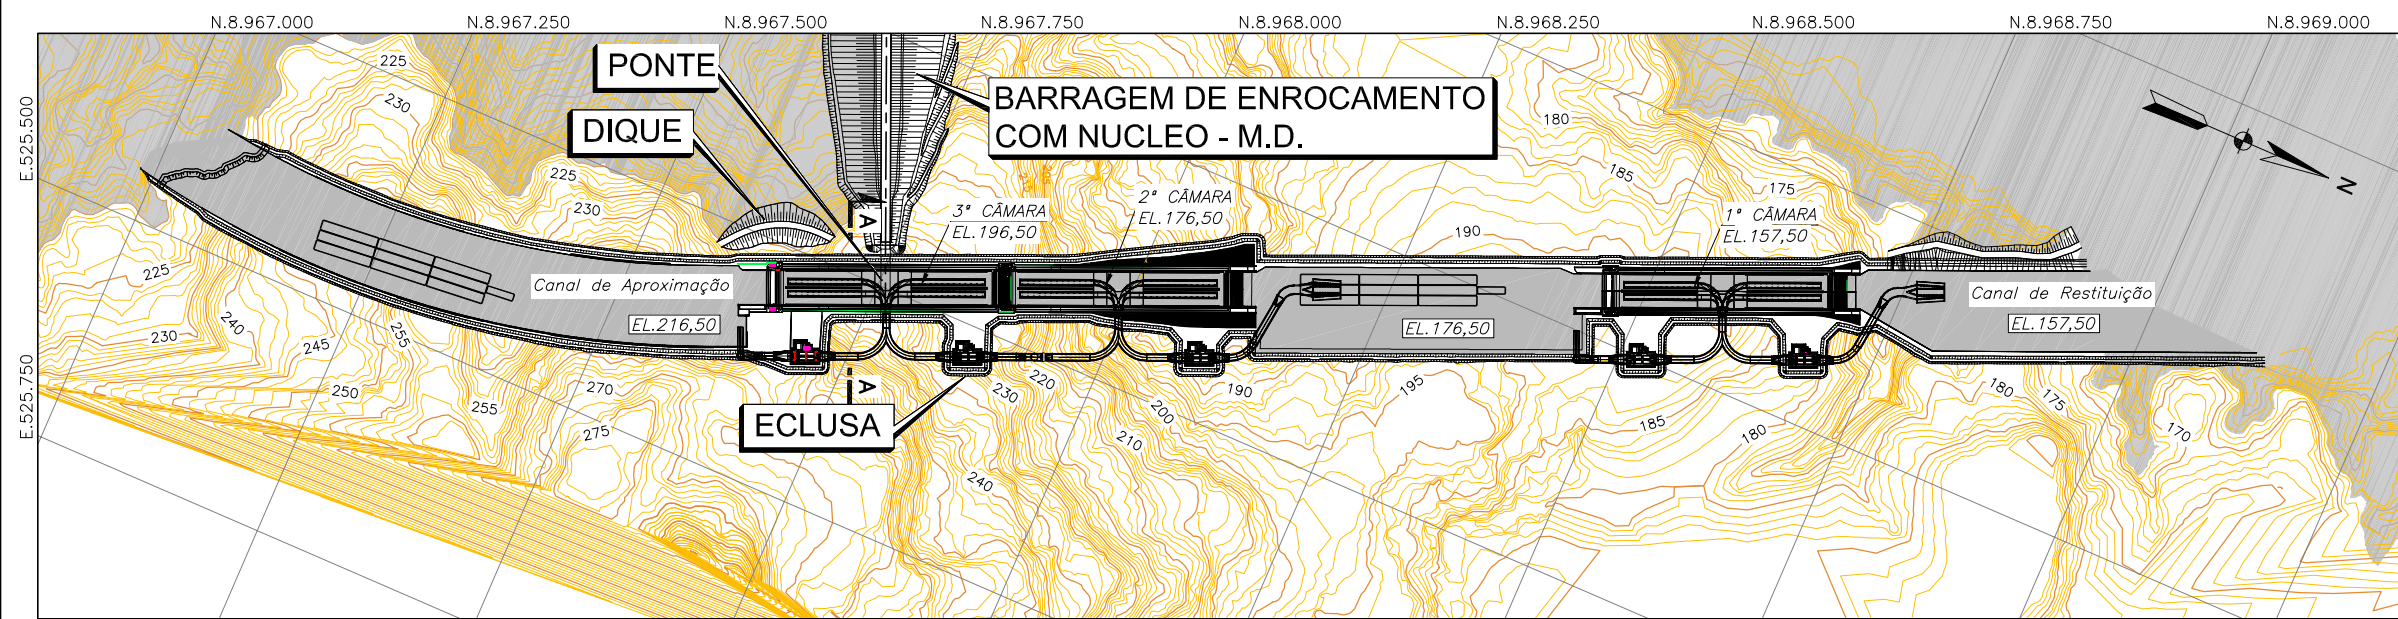 N.8.967.000
N.8.967.250
N.8.967.500
N.8.967.750
N.8.968.000
N.8.968.250
N.8.968.500
N.8.968.750
N.8.969.000
E.525.500
E.525.750
PONTE
DIQUE
BARRAGEM DE ENROCAMENTO
COM NUCLEO - M.D.
225
230
225
230
180
185
175
190
N
A
3ª CÂMARA
EL.196,50
2ª CÂMARA
EL.176,50
1ª CÂMARA
EL.157,50
Canal de Aproximação
EL.216,50
EL.176,50
Canal de Restituição
EL.157,50
A
ECLUSA
225
230
240
245
255
250
255
270
275
230
220
240
210
200
190
195
185
180
180
175
170